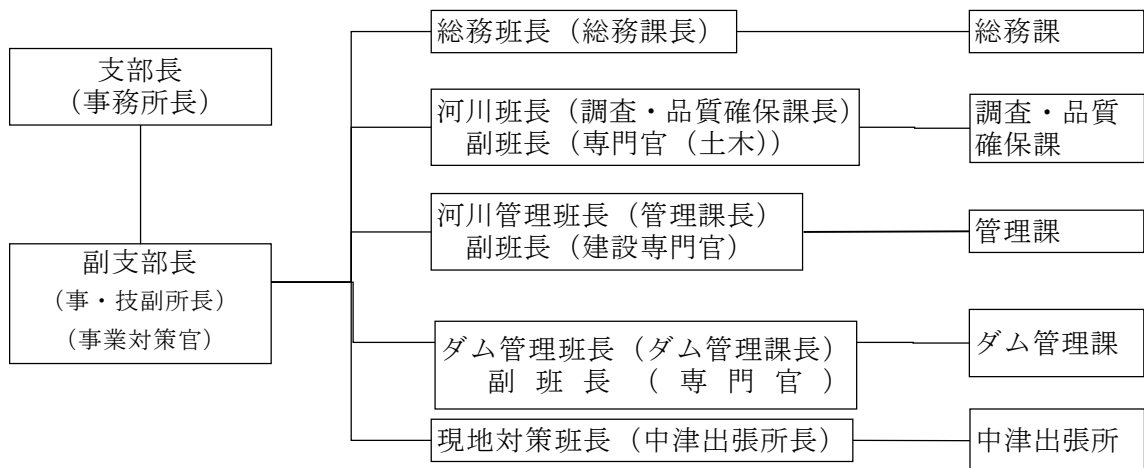 支部長
（事務所長）
副支部長
（事・技副所長）
（事業対策官）
総務班長（総務課長）
総務課
河川班長（調査・品質確保課長）
副班長（専門官（土木））
調査・品質
確保課
河川管理班長（管理課長）
副班長（建設専門官）
管理課
ダム管理班長（ダム管理課長）
副班長（専門官）
ダム管理課
現地対策班長（中津出張所長）
中津出張所